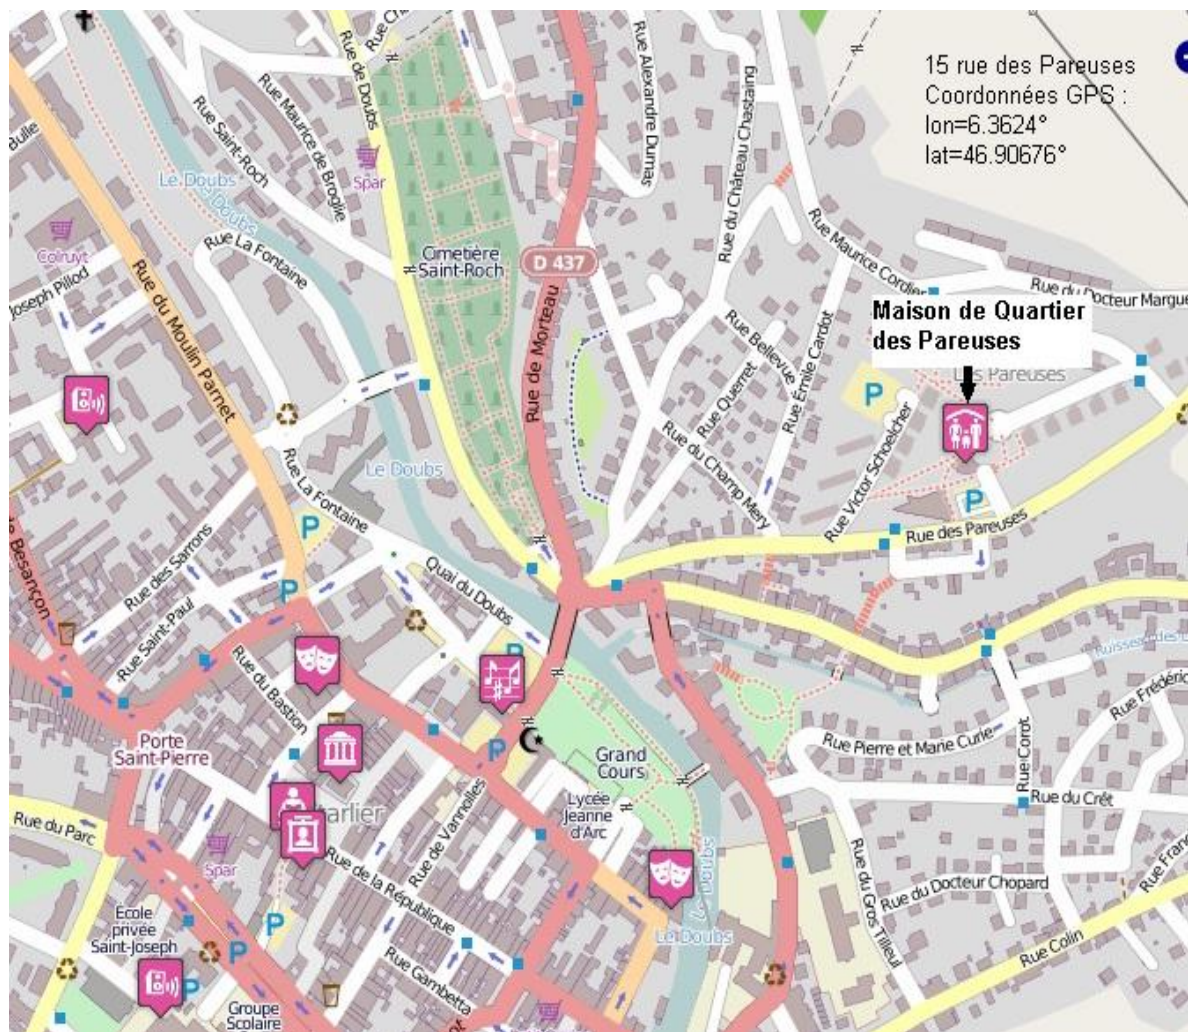 15 rue des Pareuses
Coordonnées GPS :
lon=6.3624°
lat=46.90676°
Rue de Doubs
Rue Alexandre Dumas
Rue Maurice de Broglie
Rue Saint-Roch
Rue du Château Chastaing
Bulle
Spar
Le Doubs
Le Doubs
Colruyt
Rue La Fontaine
Cimetière
Saint-Roch
D 437
Rue Maurice Cordier
Joseph Pillod
Rue du Moulin Parnet
Rue de Morteau
Rue du Docteur Margue
Maison de Quartier
des Pareuses
Les Pareuses
Rue Bellevue
Rue Émile Cardot
Rue Querret
P
Rue du Champ Mery
Rue Victor Schoelcher
Le Doubs
Rue La Fontaine
P
P
Rue des Pareuses
de Besançon
Rue des Sarrons
Quai du Doubs
P
Rue Saint-Paul
P
Rue du Bastion
Porte
Saint-Pierre
P
Grand
Cours
Rue Pierre et Marie Curie
Rue Corot
Rue Frédéric
Rue du Crêt
Lycée
Jeanne
d'Arc
Rue de Vannolles
Rue du Parc
Spar
arlier
Rue de la République
Rue du Gros Tilleul
Rue du Docteur Chopard
Rue Franc
Le Doubs
Le Doubs
Ecole
privée
Saint-Joseph
P
P
P
Rue Gambetta
Rue Colin
Groupe
Scolaire